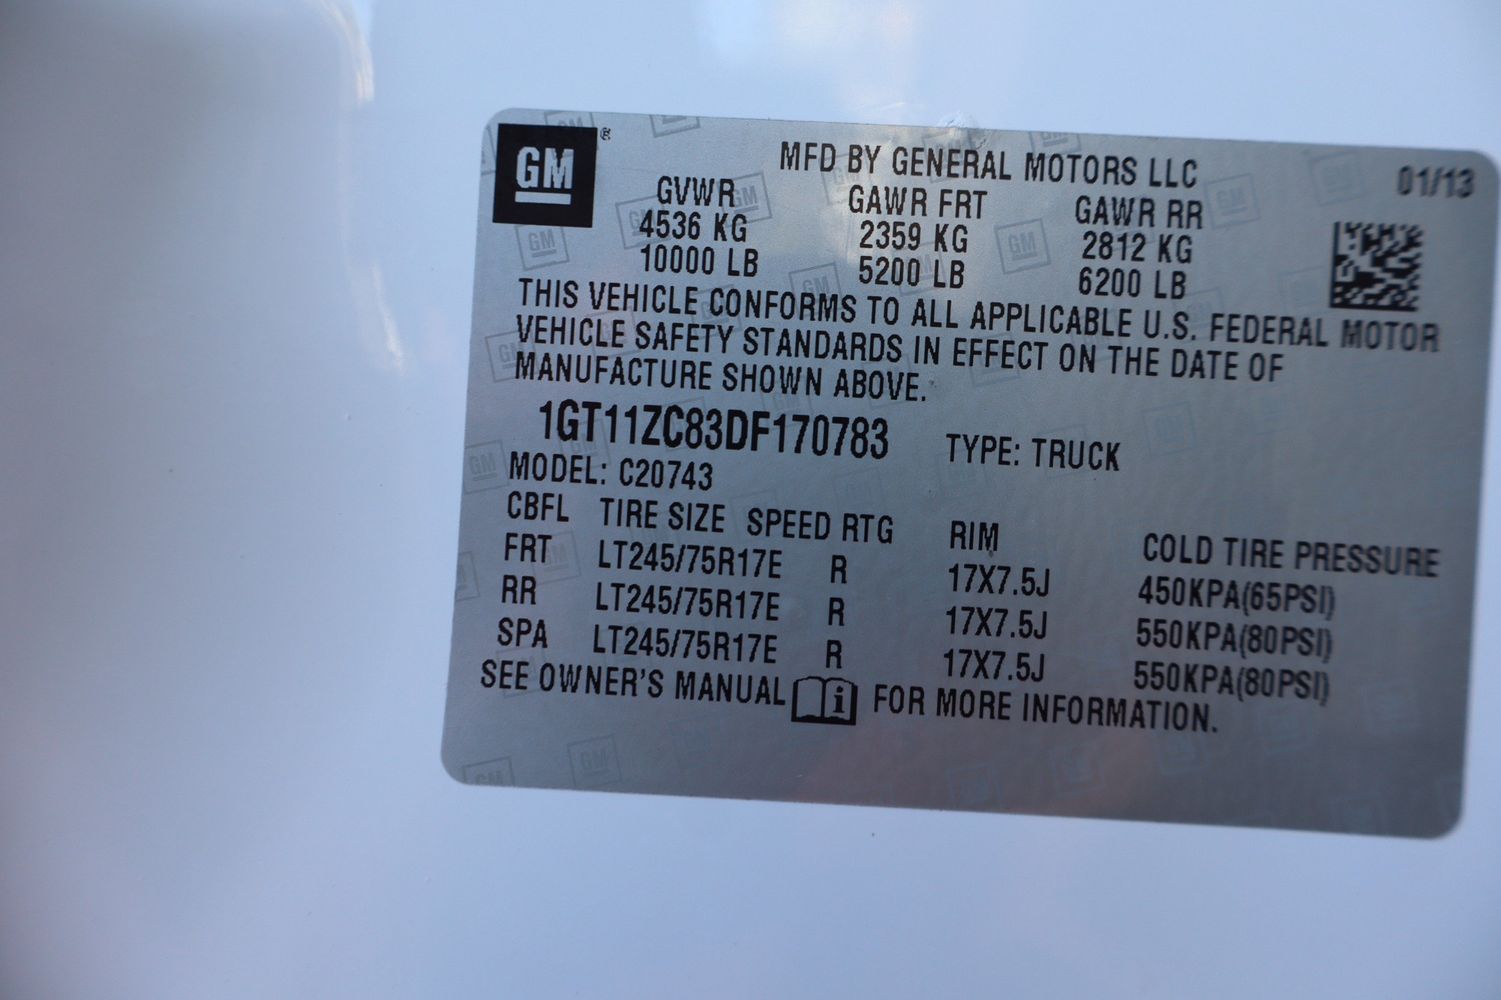 GM ® MFD BY GENERAL MOTORS LLC 01/13
GVWR GAWR FRT GAWR RR
4536 KG 2359 KG 2812 KG
10000 LB 5200 LB 6200 LB
THIS VEHICLE CONFORMS TO ALL APPLICABLE U.S. FEDERAL MOTOR
VEHICLE SAFETY STANDARDS IN EFFECT ON THE DATE OF
MANUFACTURE SHOWN ABOVE.
1GT11ZC83DF170783 TYPE: TRUCK
MODEL: C20743
CBFL TIRE SIZE SPEED RTG RIM COLD TIRE PRESSURE
FRT LT245/75R17E R 17X7.5J 450KPA(65PSI)
RR LT245/75R17E R 17X7.5J 550KPA(80PSI)
SPA LT245/75R17E R 17X7.5J 550KPA(80PSI)
SEE OWNER'S MANUAL i FOR MORE INFORMATION.